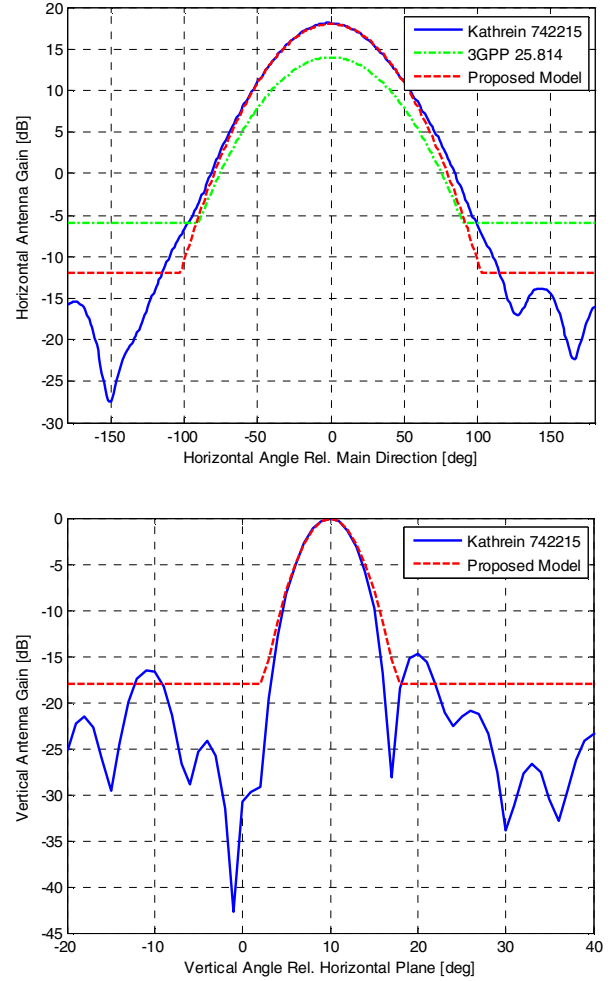 20
15
10
5
0
-5
-10
-15
-20
-25
-30
Horizontal Antenna Gain [dB]
Kathrein 742215
3GPP 25.814
Proposed Model
-150 -100 -50 0 50 100 150
Horizontal Angle Rel. Main Direction [deg]
0
-5
-10
-15
-20
-25
-30
-35
-40
-45
Vertical Antenna Gain [dB]
Kathrein 742215
Proposed Model
-20 -10 0 10 20 30 40
Vertical Angle Rel. Horizontal Plane [deg]